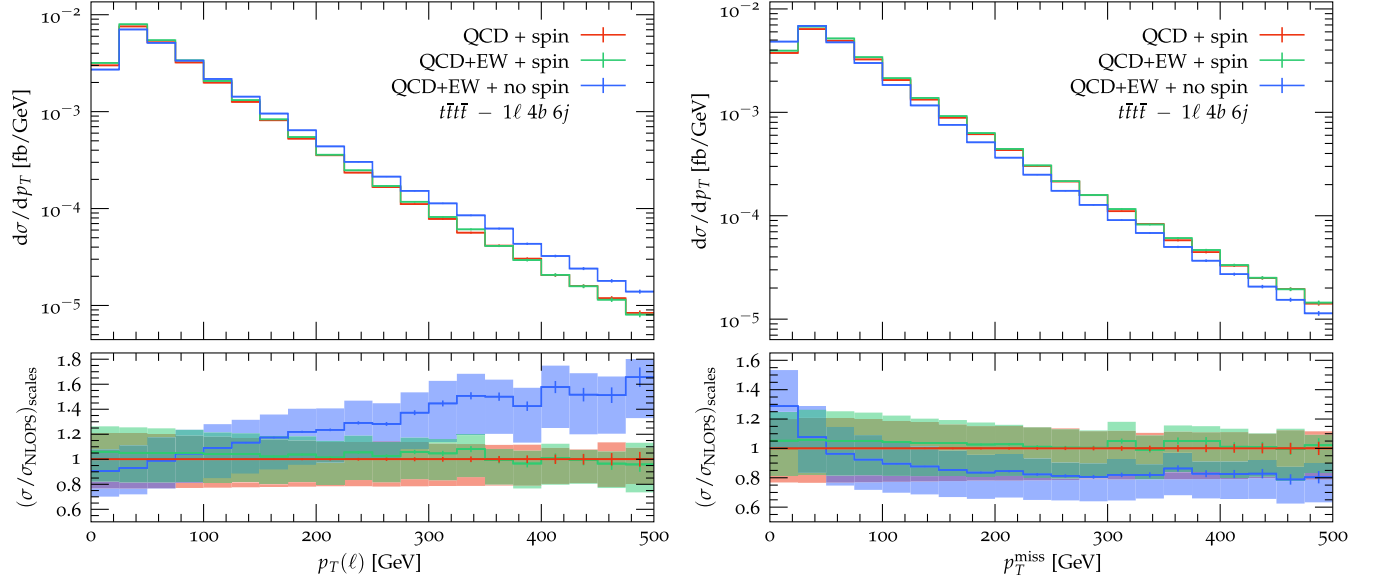 10⁻²
10⁻³
10⁻⁴
10⁻⁵
dσ/dp_T [fb/GeV]
QCD + spin
QCD+EW + spin
QCD+EW + no spin
tt̄tt̄ − 1ℓ 4b 6j
1.8
1.6
1.4
1.2
1
0.8
0.6
(σ/σ_NLOPS)_scales
0 100 200 300 400 500
p_T(ℓ) [GeV]
10⁻²
10⁻³
10⁻⁴
10⁻⁵
dσ/dp_T [fb/GeV]
QCD + spin
QCD+EW + spin
QCD+EW + no spin
tt̄tt̄ − 1ℓ 4b 6j
1.6
1.4
1.2
1
0.8
0.6
(σ/σ_NLOPS)_scales
0 100 200 300 400 500
p_T^miss [GeV]